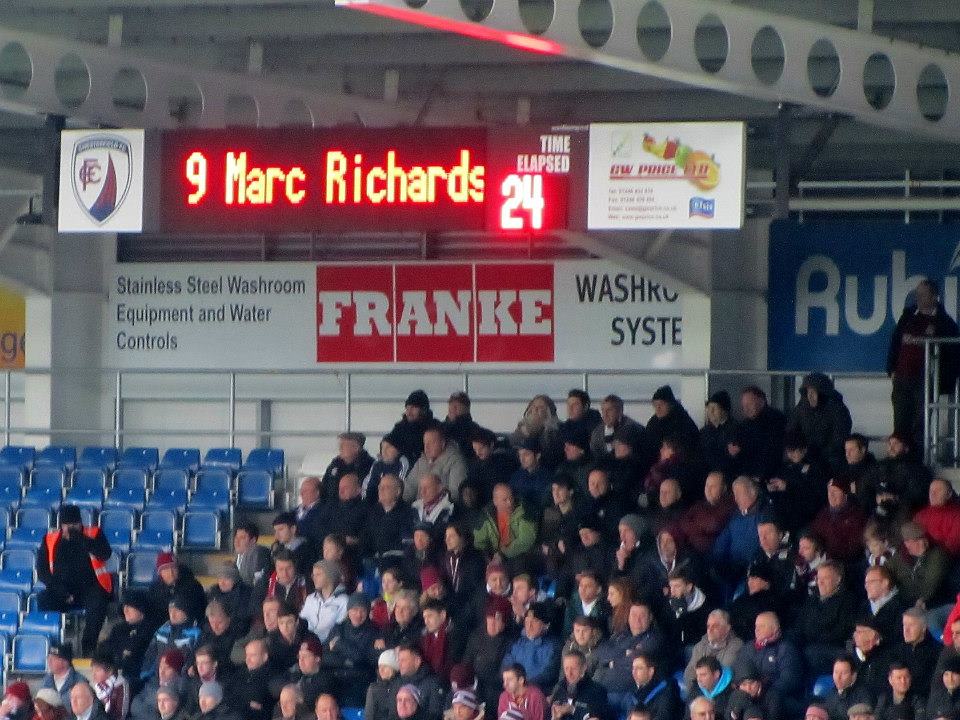 9 Marc Richards
TIME
ELAPSED
24
GW PRICE LTD
Stainless Steel Washroom
Equipment and Water
Controls
FRANKE
WASHRO
SYSTE
Rubi